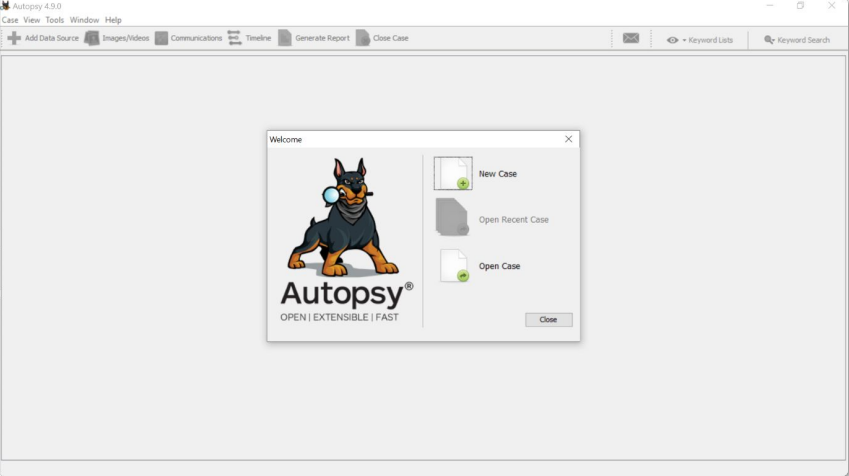 Autopsy 4.9.0
Case View Tools Window Help
Add Data Source Images/Videos Communications Timeline Generate Report Close Case Keyword Lists Keyword Search
Welcome
New Case
Open Recent Case
Open Case
Autopsy®
OPEN | EXTENSIBLE | FAST
Close